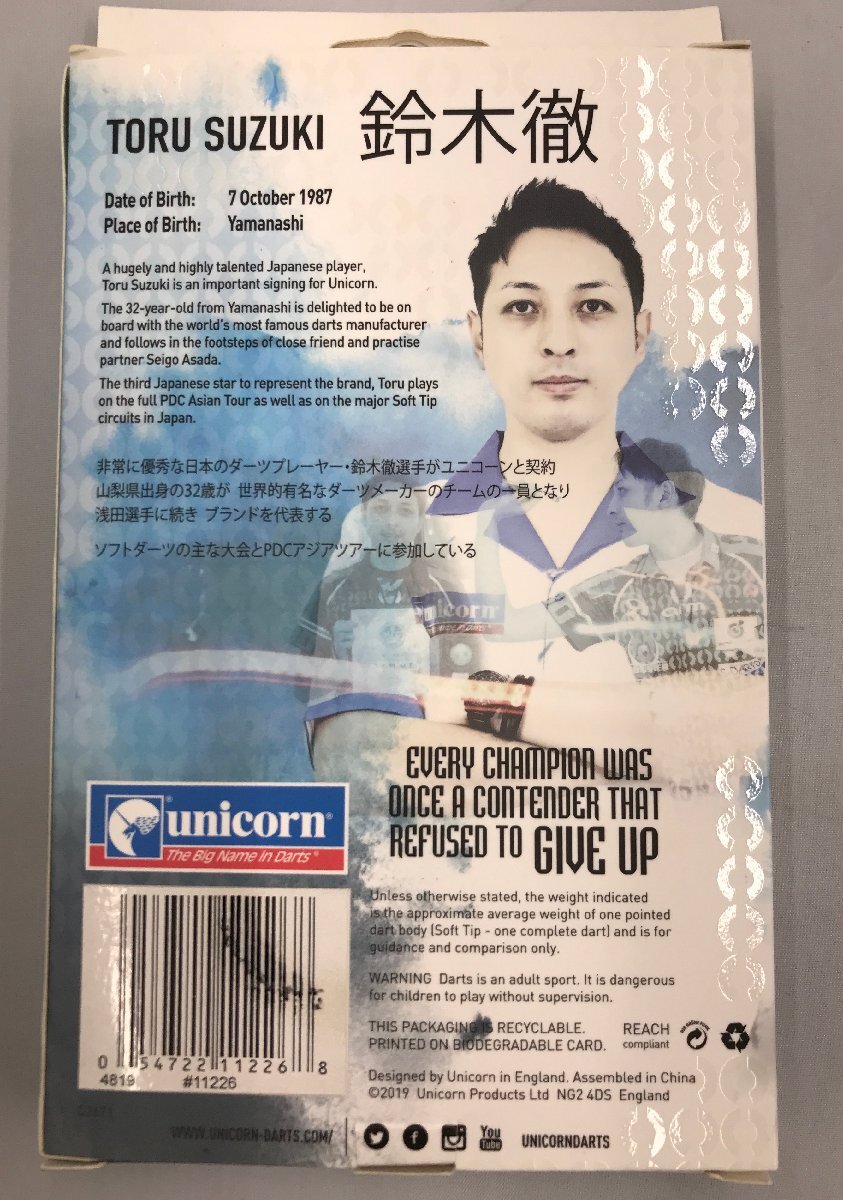 TORU SUZUKI 鈴木徹
Date of Birth: 7 October 1987
Place of Birth: Yamanashi
A hugely and highly talented Japanese player,
Toru Suzuki is an important signing for Unicorn.
The 32-year-old from Yamanashi is delighted to be on
board with the world's most famous darts manufacturer
and follows in the footsteps of close friend and practise
partner Seigo Asada.
The third Japanese star to represent the brand, Toru plays
on the full PDC Asian Tour as well as on the major Soft Tip
circuits in Japan.
非常に優秀な日本のダーツプレーヤー・鈴木徹選手がユニコーンと契約
山梨県出身の32歳が 世界的有名なダーツメーカーのチームの一員となり
浅田選手に続き ブランドを代表する
ソフトダーツの主な大会とPDCアジアツアーに参加している
unicorn
EVERY CHAMPION WAS
ONCE A CONTENDER THAT
REFUSED TO GIVE UP
unicorn®
The Big Name In Darts®
Unless otherwise stated, the weight indicated
is the approximate average weight of one pointed
dart body (Soft Tip - one complete dart) and is for
guidance and comparison only.
WARNING Darts is an adult sport. It is dangerous
for children to play without supervision.
THIS PACKAGING IS RECYCLABLE.
PRINTED ON BIODEGRADABLE CARD.
REACH
compliant
0 54722 11226 8
4819 #11226
Designed by Unicorn in England. Assembled in China
©2019 Unicorn Products Ltd NG2 4DS England
WWW.UNICORN-DARTS.COM/
You
Tube
UNICORNDARTS